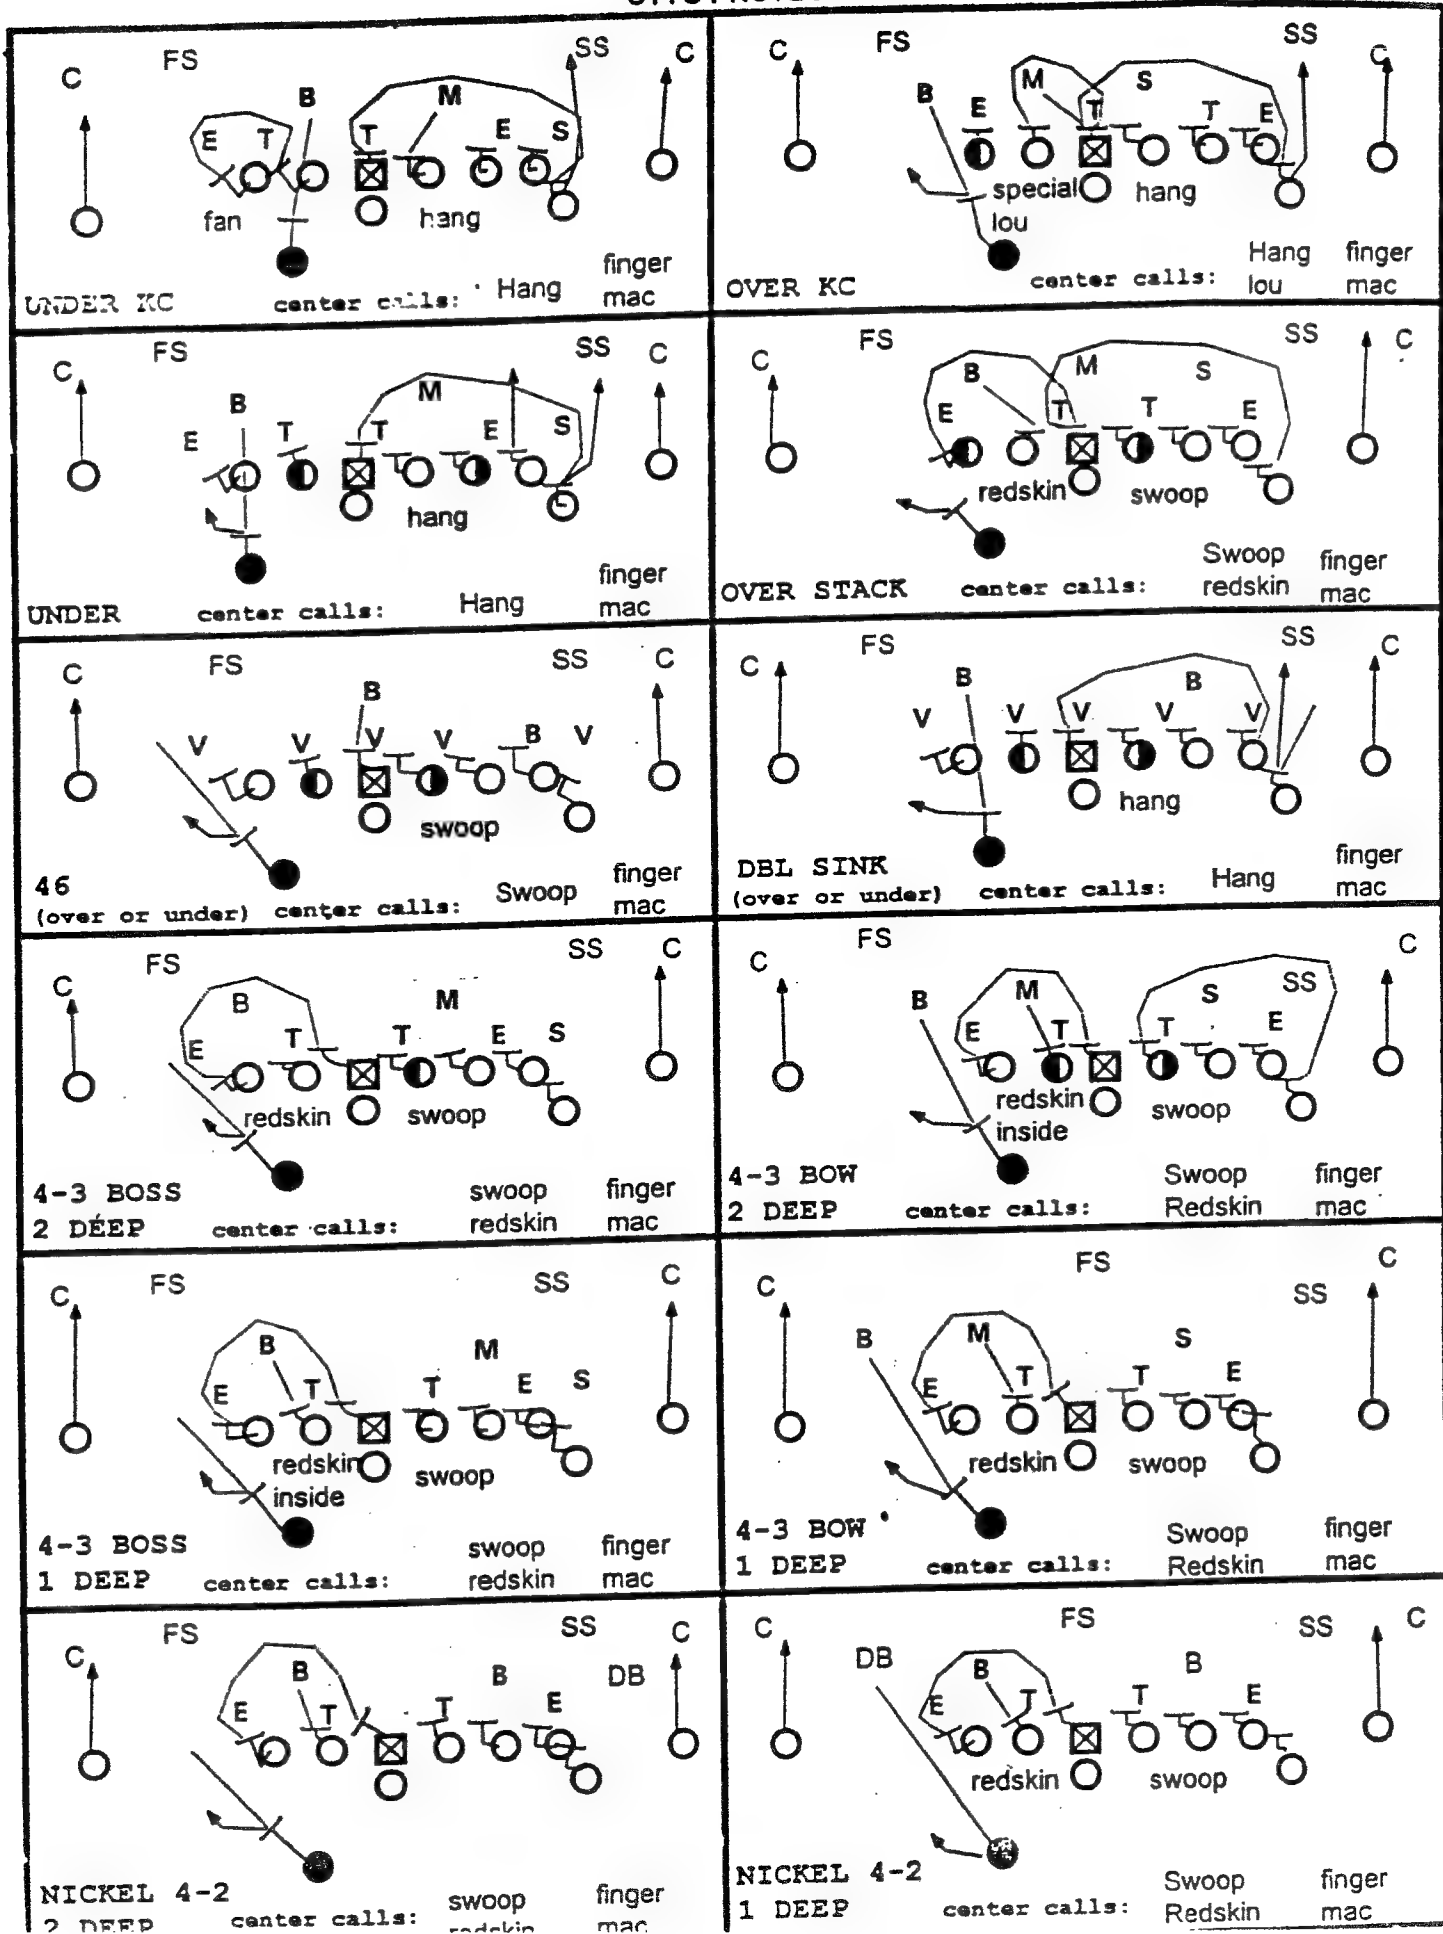 FS
SS
C
C
B
M
E
T
T
E
S
fan
hang
finger
UNDER KC
center calls:
Hang
mac
FS
SS
C
C
B
M
S
E
T
T
E
special
hang
lou
Hang
finger
OVER KC
center calls:
lou
mac
FS
SS
C
C
B
M
E
T
T
E
S
hang
finger
UNDER
center calls:
Hang
mac
FS
SS
C
C
B
M
S
E
T
T
E
redskin
swoop
Swoop
finger
OVER STACK
center calls:
redskin
mac
FS
SS
C
C
B
V
V
V
V
B
V
swoop
finger
46
Swoop
(over or under)
center calls:
mac
FS
SS
C
C
B
B
V
V
V
V
V
hang
finger
DBL SINK
Hang
(over or under)
center calls:
mac
FS
SS
C
C
B
M
E
T
T
E
S
redskin
swoop
4-3 BOSS
swoop
finger
2 DEEP
center calls:
redskin
mac
FS
C
C
B
M
S
SS
E
T
T
E
redskin
swoop
inside
4-3 BOW
Swoop
finger
2 DEEP
center calls:
Redskin
mac
FS
SS
C
C
B
M
E
T
T
E
S
redskin
swoop
inside
4-3 BOSS
swoop
finger
1 DEEP
center calls:
redskin
mac
FS
C
C
SS
B
M
S
E
T
T
E
redskin
swoop
4-3 BOW
Swoop
finger
1 DEEP
center calls:
Redskin
mac
FS
SS
C
C
B
B
DB
E
T
T
E
NICKEL 4-2
swoop
finger
2 DEEP
center calls:
redskin
mac
FS
SS
C
C
DB
B
B
E
T
T
E
redskin
swoop
NICKEL 4-2
Swoop
finger
1 DEEP
center calls:
Redskin
mac